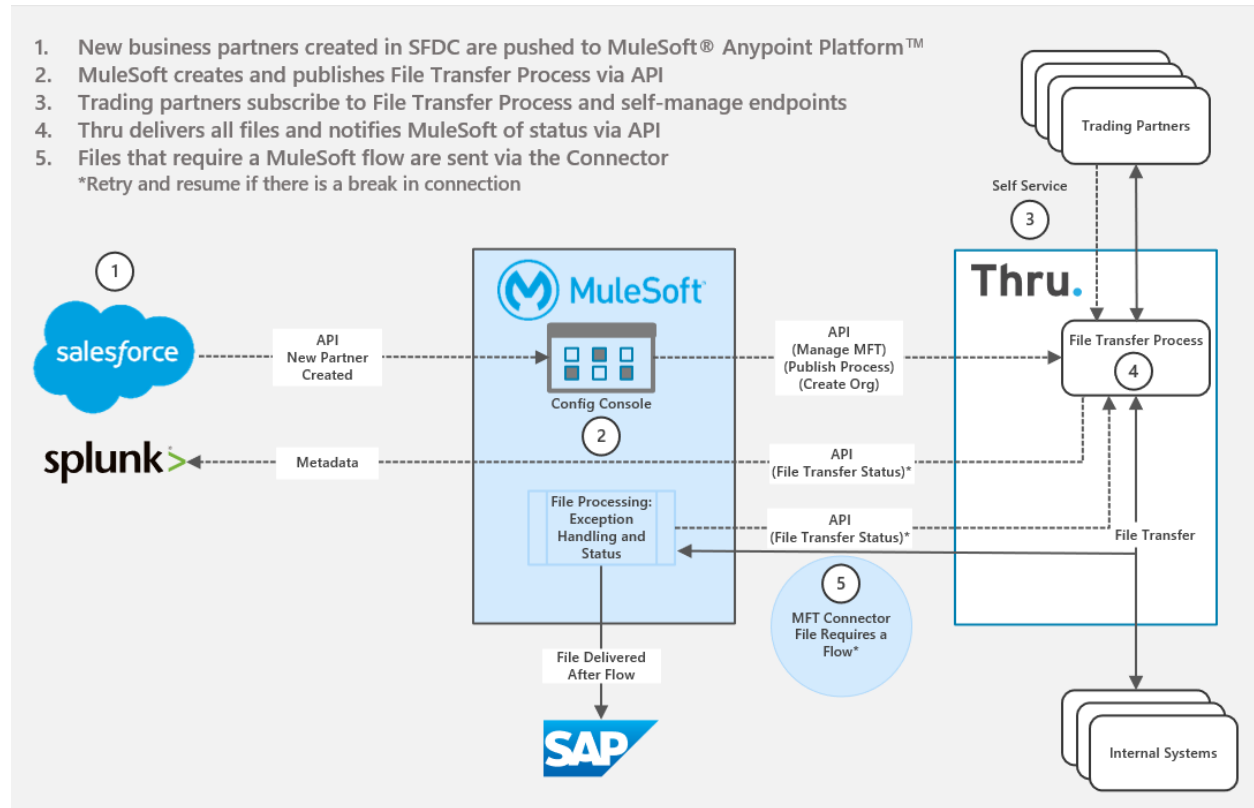 1. New business partners created in SFDC are pushed to MuleSoft® Anypoint Platform™
2. MuleSoft creates and publishes File Transfer Process via API
3. Trading partners subscribe to File Transfer Process and self-manage endpoints
4. Thru delivers all files and notifies MuleSoft of status via API
5. Files that require a MuleSoft flow are sent via the Connector
*Retry and resume if there is a break in connection
Trading Partners
Self Service
3
1
salesforce
API
New Partner
Created
MuleSoft
Config Console
2
API
(Manage MFT)
(Publish Process)
(Create Org)
Thru.
File Transfer Process
4
splunk>
Metadata
API
(File Transfer Status)*
File Processing:
Exception
Handling and
Status
API
(File Transfer Status)*
File Transfer
5
MFT Connector
File Requires a
Flow*
File Delivered
After Flow
SAP
Internal Systems